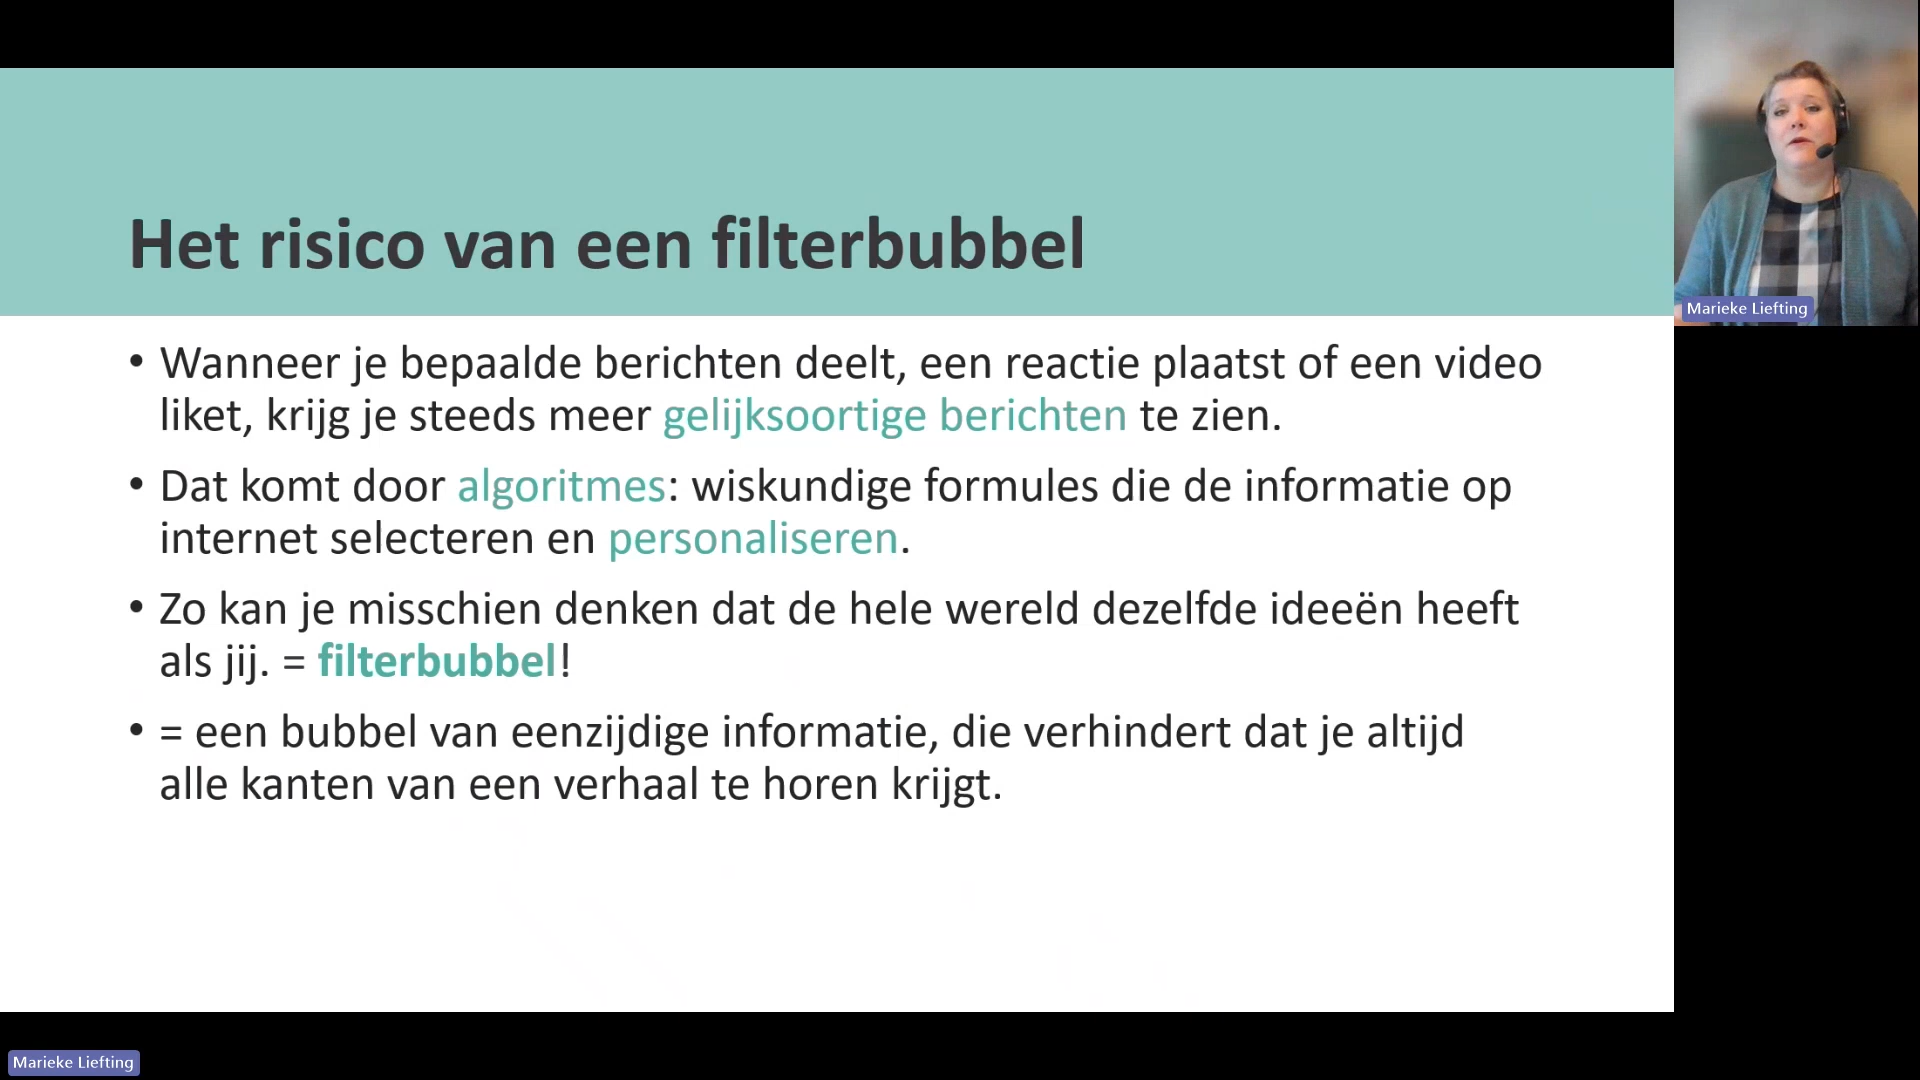 Het risico van een filterbubbel
Marieke Liefting
• Wanneer je bepaalde berichten deelt, een reactie plaatst of een video
liket, krijg je steeds meer gelijksoortige berichten te zien.
• Dat komt door algoritmes: wiskundige formules die de informatie op
internet selecteren en personaliseren.
• Zo kan je misschien denken dat de hele wereld dezelfde ideeën heeft
als jij. = filterbubbel!
• = een bubbel van eenzijdige informatie, die verhindert dat je altijd
alle kanten van een verhaal te horen krijgt.
Marieke Liefting